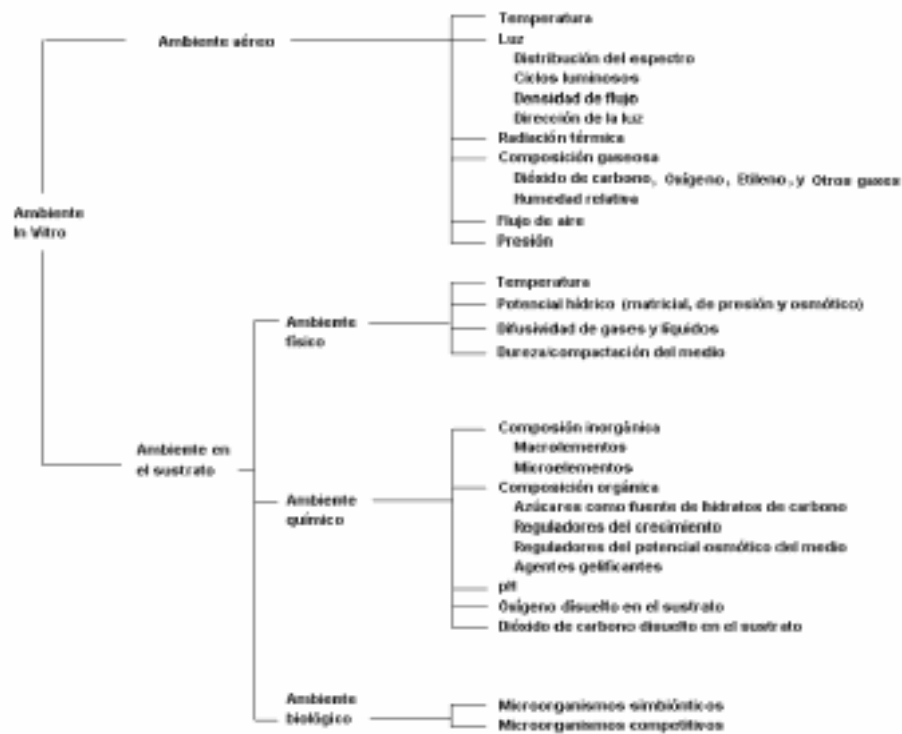 Ambiente
In Vitro
Ambiente aéreo
Temperatura
Luz
Distribución del espectro
Ciclos luminosos
Densidad de flujo
Dirección de la luz
Radiación térmica
Composición gaseosa
Dióxido de carbono, Oxígeno, Etileno, y Otros gases
Humedad relativa
Flujo de aire
Presión
Ambiente en
el sustrato
Ambiente
físico
Temperatura
Potencial hídrico (matricial, de presión y osmótico)
Difusividad de gases y líquidos
Dureza/compactación del medio
Ambiente
químico
Composión inorgánica
Macrolementos
Microelementos
Composición orgánica
Azúcares como fuente de hidratos de carbono
Reguladores del crecimiento
Reguladores del potencial osmótico del medio
Agentes gelificantes
pH
Oxígeno disuelto en el sustrato
Dióxido de carbono disuelto en el sustrato
Ambiente
biológico
Microorganismos simbiónticos
Microorganismos competitivos